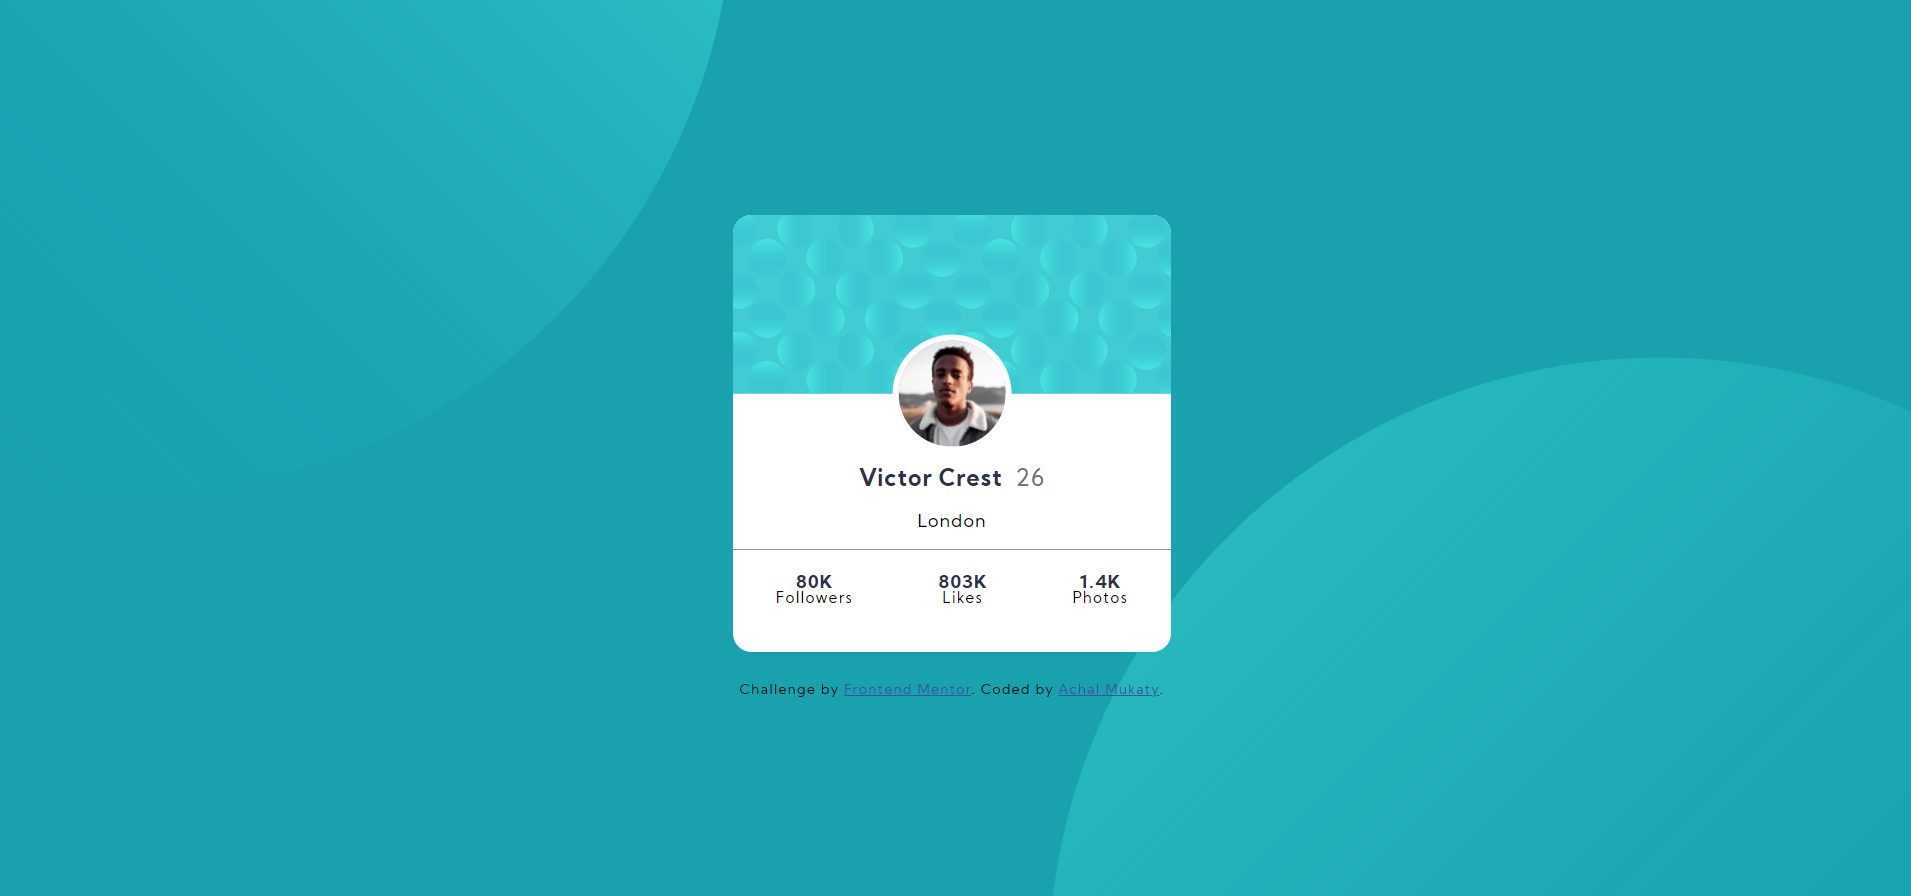 Victor Crest 26
London
80K 803K 1.4K
Followers Likes Photos
Challenge by Frontend Mentor. Coded by Achal Mukaty.